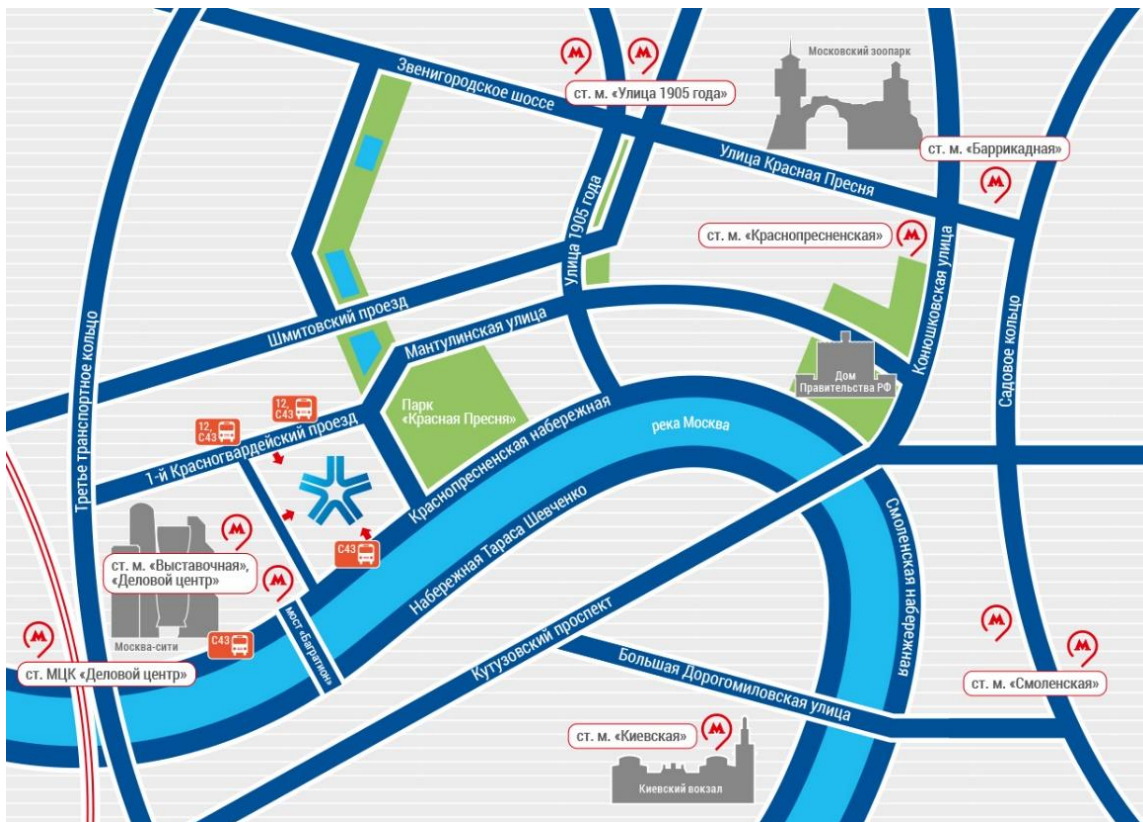 Звенигородское шоссе
М
М
ст. м. «Улица 1905 года»
Московский зоопарк
Улица Красная Пресня
ст. м. «Баррикадная»
М
ст. м. «Краснопресненская»
М
Улица 1905 года
Конюшковская улица
Садовое кольцо
Третье транспортное кольцо
Шмитовский проезд
Мантулинская улица
Дом
Правительства РФ
Парк
«Красная Пресня»
12,
С43
12,
С43
1-й Красногвардейский проезд
Краснопресненская набережная
река Москва
С43
Набережная Тараса Шевченко
Смоленская набережная
М
ст. м. «Выставочная»,
«Деловой центр»
М
мост «Багратион»
С43
Москва-сити
М
ст. МЦК «Деловой центр»
Кутузовский проспект
Большая Дорогомиловская улица
М
М
ст. м. «Смоленская»
ст. м. «Киевская»
М
Киевский вокзал